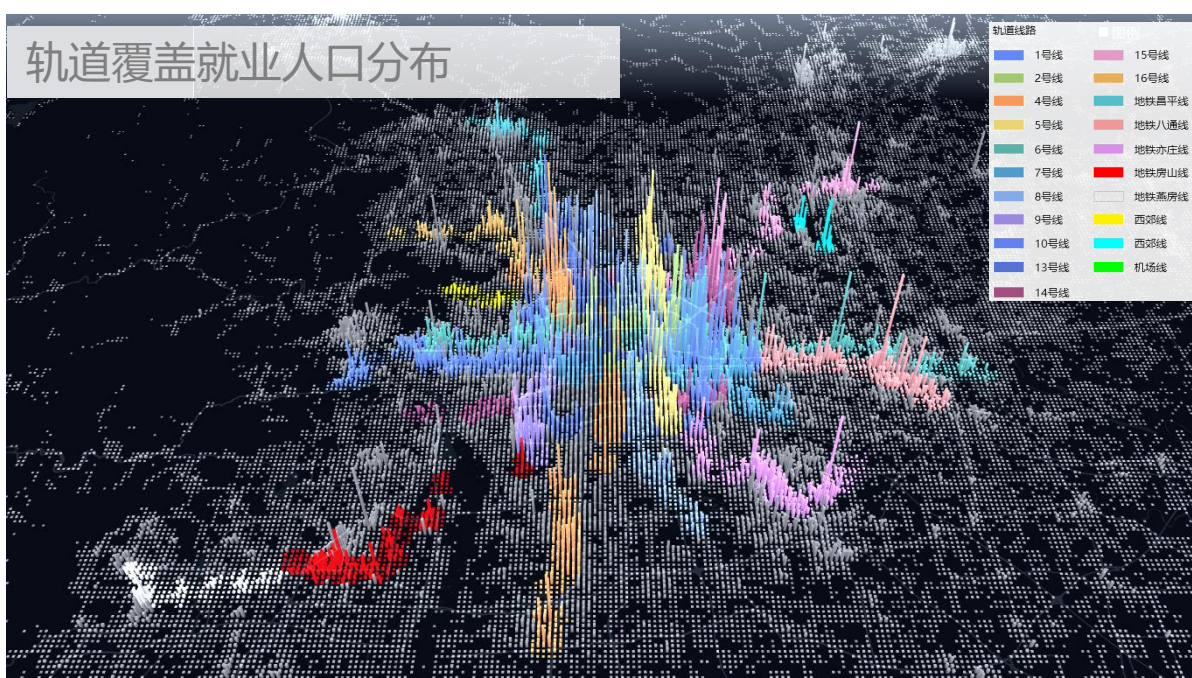 轨道覆盖就业人口分布
轨道线路
图例
1号线
2号线
4号线
5号线
6号线
7号线
8号线
9号线
10号线
13号线
14号线
15号线
16号线
地铁昌平线
地铁八通线
地铁亦庄线
地铁房山线
地铁燕房线
西郊线
西郊线
机场线